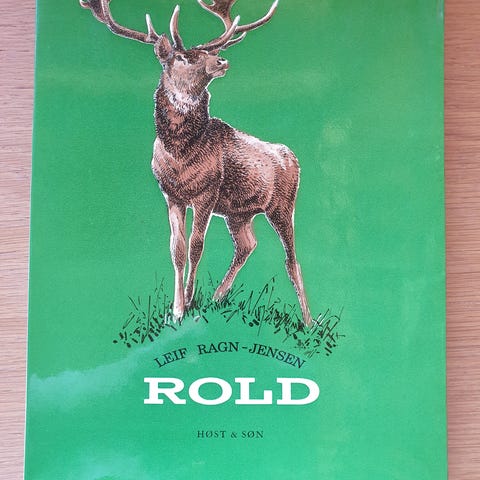 LEIF RAGN-JENSEN
ROLD
HØST & SØN